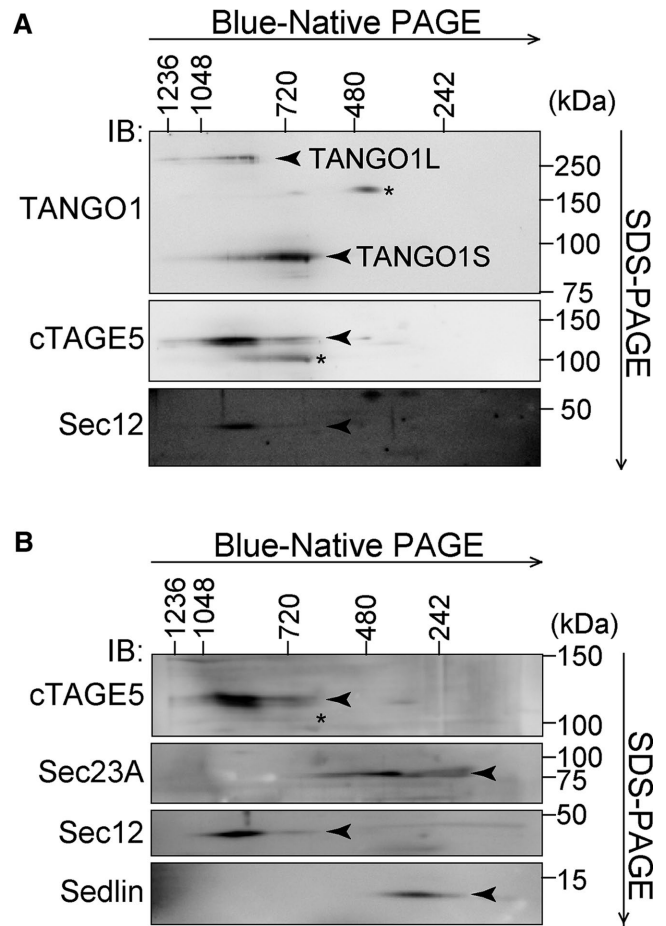 A
Blue-Native PAGE
1236
1048
720
480
242
(kDa)
IB:
TANGO1
TANGO1L
*
TANGO1S
250
150
100
75
cTAGE5
*
150
100
Sec12
50
SDS-PAGE
B
Blue-Native PAGE
1236
1048
720
480
242
(kDa)
IB:
cTAGE5
*
150
100
Sec23A
100
75
Sec12
50
Sedlin
15
SDS-PAGE